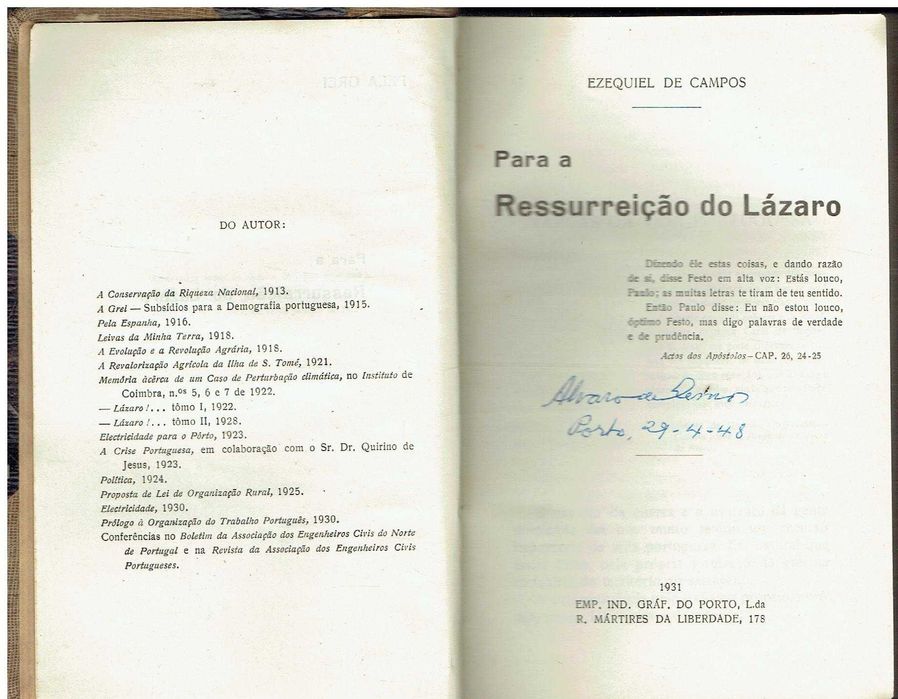 DO AUTOR:
A Conservação da Riqueza Nacional, 1913.
A Grei — Subsídios para a Demografia portuguesa, 1915.
Pela Espanha, 1916.
Leivas da Minha Terra, 1918.
A Evolução e a Revolução Agrária, 1918.
A Revalorização Agrícola da Ilha de S. Tomé, 1921.
Memória àcêrca de um Caso de Perturbação climática, no Instituto de
Coimbra, n.os 5, 6 e 7 de 1922.
— Lázaro!... tômo I, 1922.
— Lázaro!... tômo II, 1928.
Electricidade para o Pôrto, 1923.
A Crise Portuguesa, em colaboração com o Sr. Dr. Quirino de
Jesus, 1923.
Política, 1924.
Proposta de Lei de Organização Rural, 1925.
Electricidade, 1930.
Prólogo à Organização do Trabalho Português, 1930.
Conferências no Boletim da Associação dos Engenheiros Civis do Norte
de Portugal e na Revista da Associação dos Engenheiros Civis
Portugueses.
EZEQUIEL DE CAMPOS
Para a
Ressurreição do Lázaro
Dizendo êle estas coisas, e dando razão
de si, disse Festo em alta voz: Estás louco,
Paulo; as muitas letras te tiram de teu sentido.
Então Paulo disse: Eu não estou louco,
óptimo Festo, mas digo palavras de verdade
e de prudência.
Actos dos Apóstolos — CAP. 26, 24-25
Alvaro de
Porto, 29-4-48
1931
EMP. IND. GRÁF. DO PORTO, L.da
R. MÁRTIRES DA LIBERDADE, 178